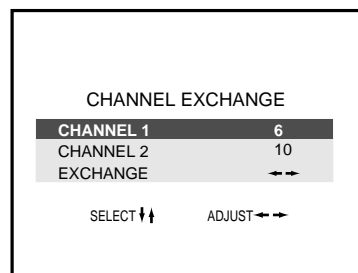 CHANNEL EXCHANGE
CHANNEL 1 6
CHANNEL 2 10
EXCHANGE ←→
SELECT↓↑ ADJUST←→